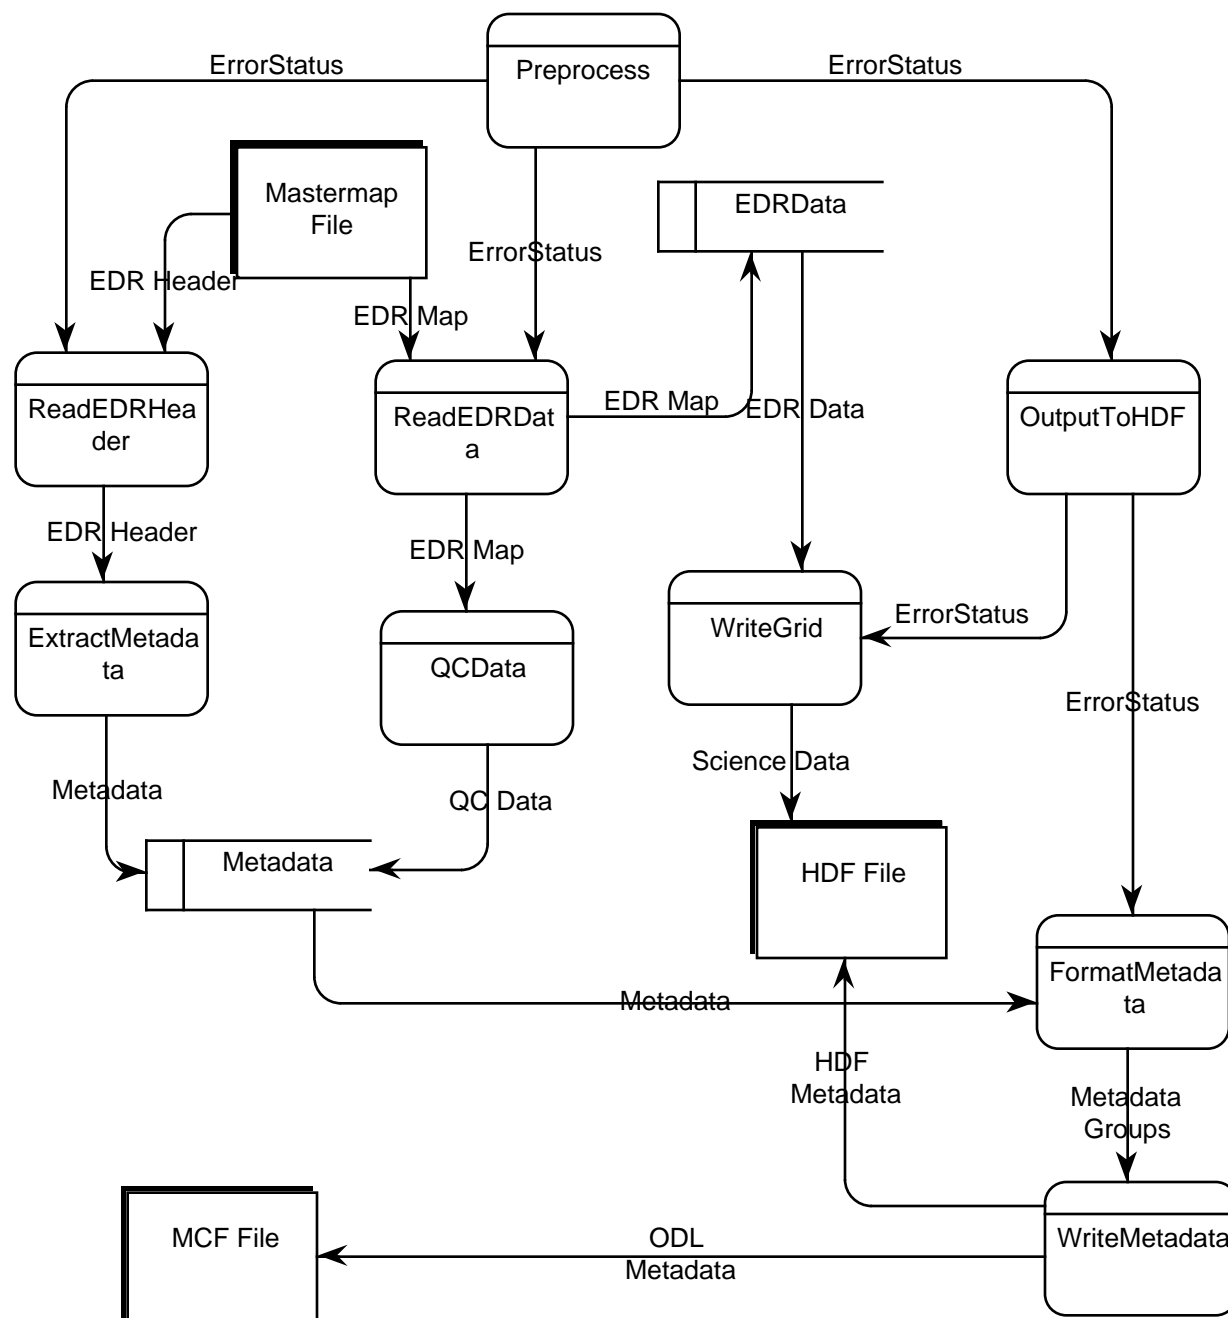 ErrorStatus
Preprocess
ErrorStatus
Mastermap
File
EDRData
ErrorStatus
EDR Header
EDR Map
ReadEDRHea
der
ReadEDRDat
a
EDR Map
EDR Data
OutputToHDF
EDR Header
EDR Map
ExtractMetada
ta
QCData
WriteGrid
ErrorStatus
ErrorStatus
Metadata
QC Data
Science Data
Metadata
HDF File
FormatMetada
ta
Metadata
HDF
Metadata
Metadata
Groups
MCF File
ODL
Metadata
WriteMetadata